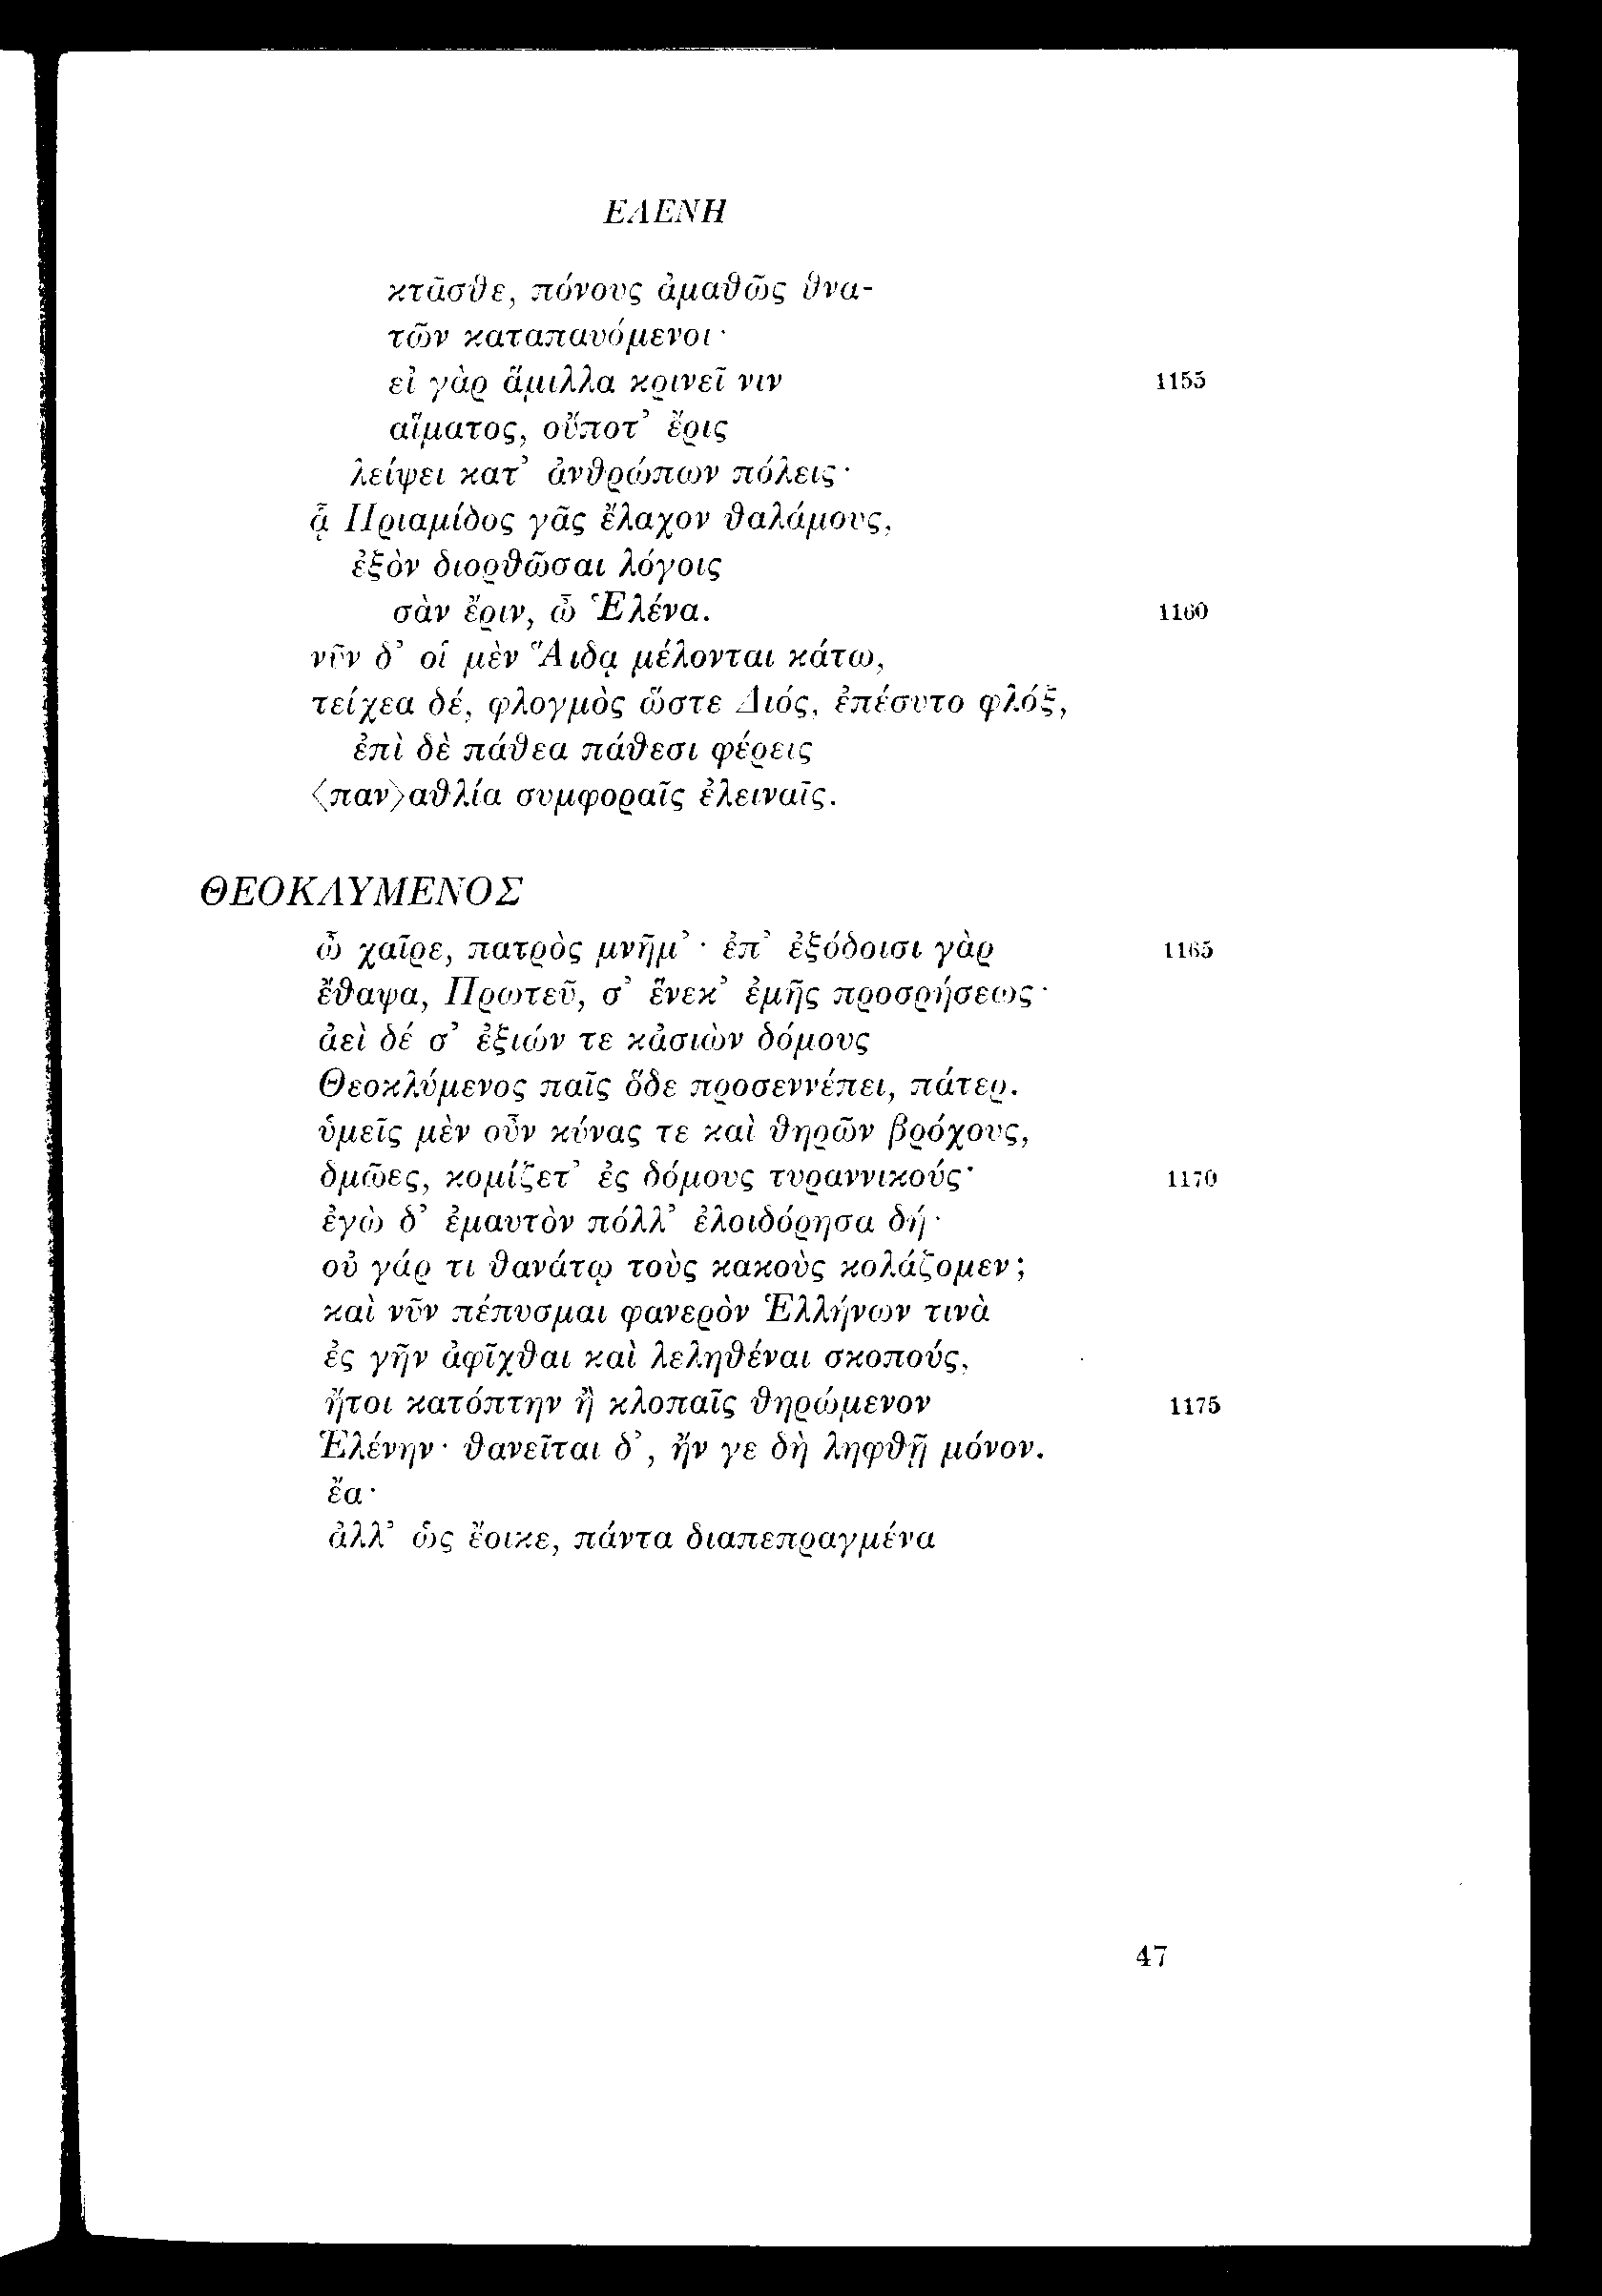 ΕΛΕΝΗ
κτᾶσθε, πόνους ἀμαθῶς θνα-
τῶν καταπαυόμενοι·
εἰ γὰρ ἅμιλλα κρινεῖ νιν 1155
αἵματος, οὔποτ’ ἔρις
λείψει κατ’ ἀνθρώπων πόλεις·
ᾇ Πριαμίδος γᾶς ἔλαχον θαλάμους,
ἐξὸν διορθῶσαι λόγοις
σὰν ἔριν, ὦ Ἑλένα. 1160
νῦν δ’ οἱ μὲν Ἅιδᾳ μέλονται κάτω,
τείχεα δέ, φλογμὸς ὥστε Διός, ἐπέσυτο φλόξ,
ἐπὶ δὲ πάθεα πάθεσι φέρεις
⟨παν⟩αθλία συμφοραῖς ἐλειναῖς.
ΘΕΟΚΛΥΜΕΝΟΣ
ὦ χαῖρε, πατρὸς μνῆμ’· ἐπ’ ἐξόδοισι γὰρ 1165
ἔθαψα, Πρωτεῦ, σ’ ἕνεκ’ ἐμῆς προσρήσεως·
ἀεὶ δέ σ’ ἐξιών τε κἀσιὼν δόμους
Θεοκλύμενος παῖς ὅδε προσεννέπει, πάτερ.
ὑμεῖς μὲν οὖν κύνας τε καὶ θηρῶν βρόχους,
δμῶες, κομίζετ’ ἐς δόμους τυραννικούς· 1170
ἐγὼ δ’ ἐμαυτὸν πόλλ’ ἐλοιδόρησα δή·
οὐ γάρ τι θανάτῳ τοὺς κακοὺς κολάζομεν;
καὶ νῦν πέπυσμαι φανερὸν Ἑλλήνων τινὰ
ἐς γῆν ἀφῖχθαι καὶ λεληθέναι σκοπούς,
ἤτοι κατόπτην ἢ κλοπαῖς θηρώμενον 1175
Ἑλένην· θανεῖται δ’, ἤν γε δὴ ληφθῇ μόνον.
ἔα·
ἀλλ’ ὡς ἔοικε, πάντα διαπεπραγμένα
47